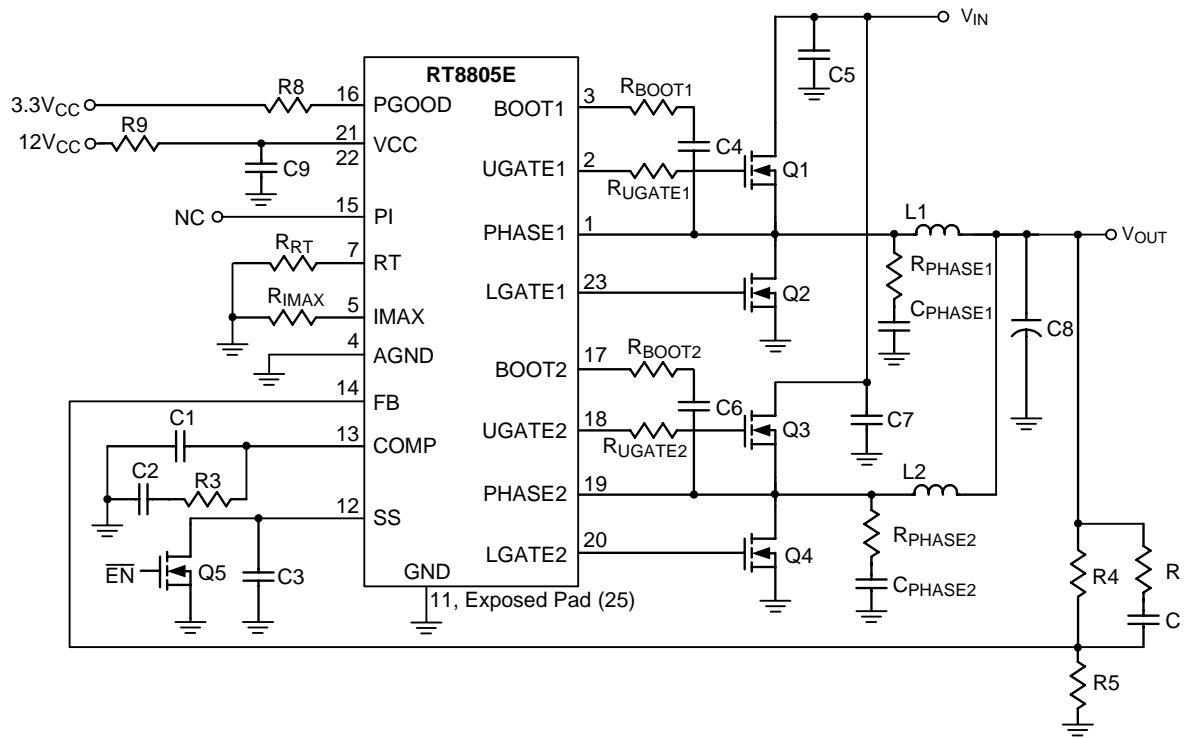 V_IN
C5
RT8805E
3.3V_CC
R8
16
PGOOD
BOOT1
3
R_BOOT1
12V_CC
R9
21
VCC
22
C9
C4
UGATE1
2
R_UGATE1
Q1
NC
15
PI
PHASE1
1
L1
V_OUT
R_RT
7
RT
R_PHASE1
LGATE1
23
Q2
R_IMAX
5
IMAX
C_PHASE1
C8
4
AGND
BOOT2
17
R_BOOT2
14
FB
C6
C7
C1
13
COMP
UGATE2
18
R_UGATE2
Q3
C2
R3
L2
PHASE2
19
12
SS
R_PHASE2
EN
Q5
C3
LGATE2
20
Q4
C_PHASE2
GND
11, Exposed Pad (25)
R4
R
C
R5